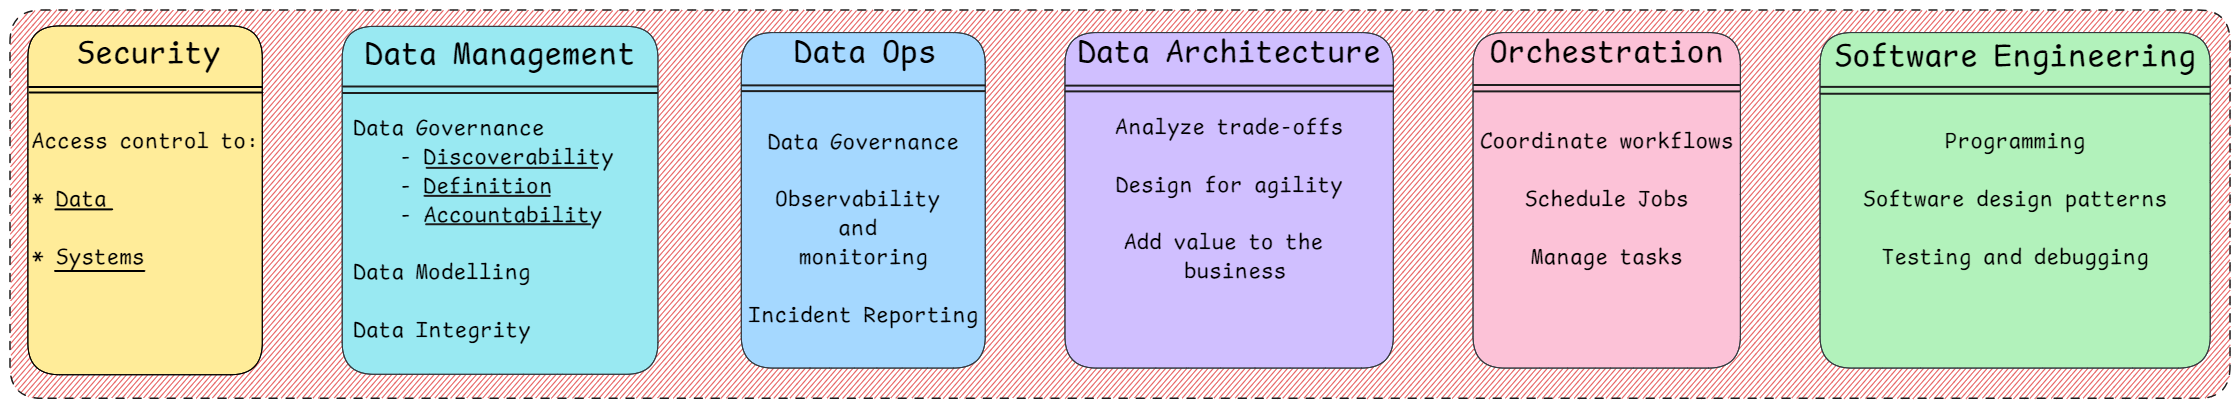 Security
Access control to:
* Data
* Systems
Data Management
Data Governance
- Discoverability
- Definition
- Accountability
Data Modelling
Data Integrity
Data Ops
Data Governance
Observability
and
monitoring
Incident Reporting
Data Architecture
Analyze trade-offs
Design for agility
Add value to the
business
Orchestration
Coordinate workflows
Schedule Jobs
Manage tasks
Software Engineering
Programming
Software design patterns
Testing and debugging